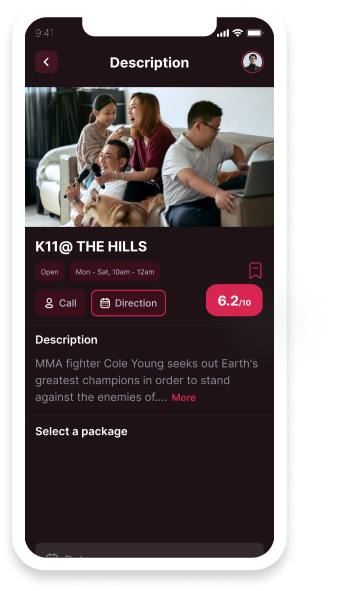 9:41
Description
K11@ THE HILLS
Open
Mon - Sat, 10am - 12am
Call
Direction
6.2/10
Description
MMA fighter Cole Young seeks out Earth's
greatest champions in order to stand
against the enemies of.... More
Select a package